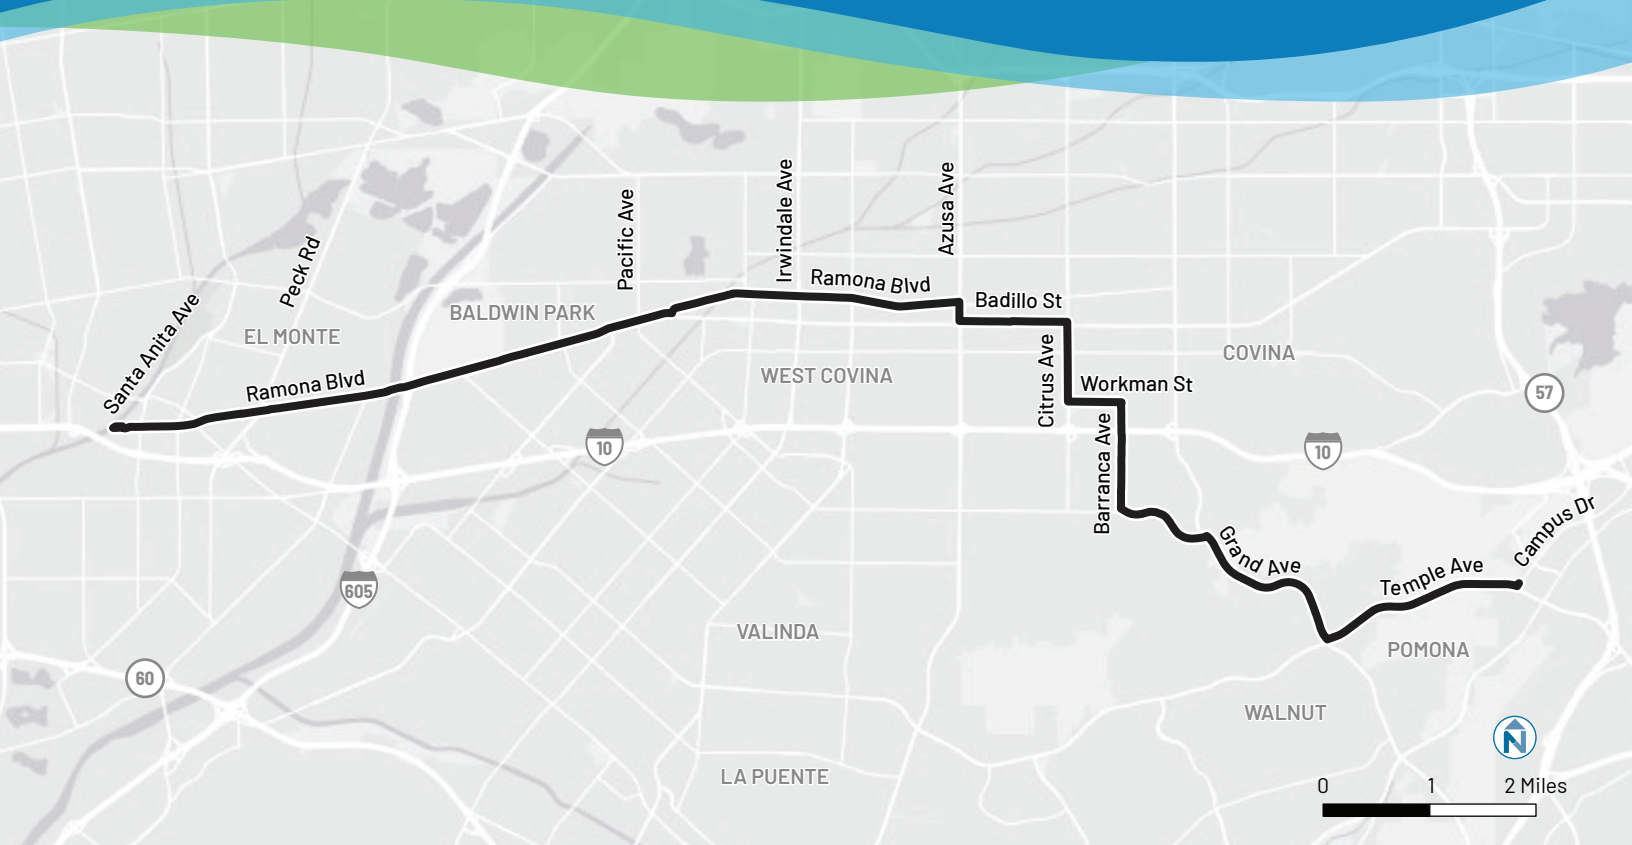 Pacific Ave
Irwindale Ave
Azusa Ave
Peck Rd
Santa Anita Ave
Ramona Blvd
Badillo St
BALDWIN PARK
EL MONTE
Citrus Ave
COVINA
WEST COVINA
Ramona Blvd
Workman St
57
10
10
Barranca Ave
Campus Dr
Grand Ave
Temple Ave
605
VALINDA
POMONA
60
WALNUT
N
LA PUENTE
0 1 2 Miles